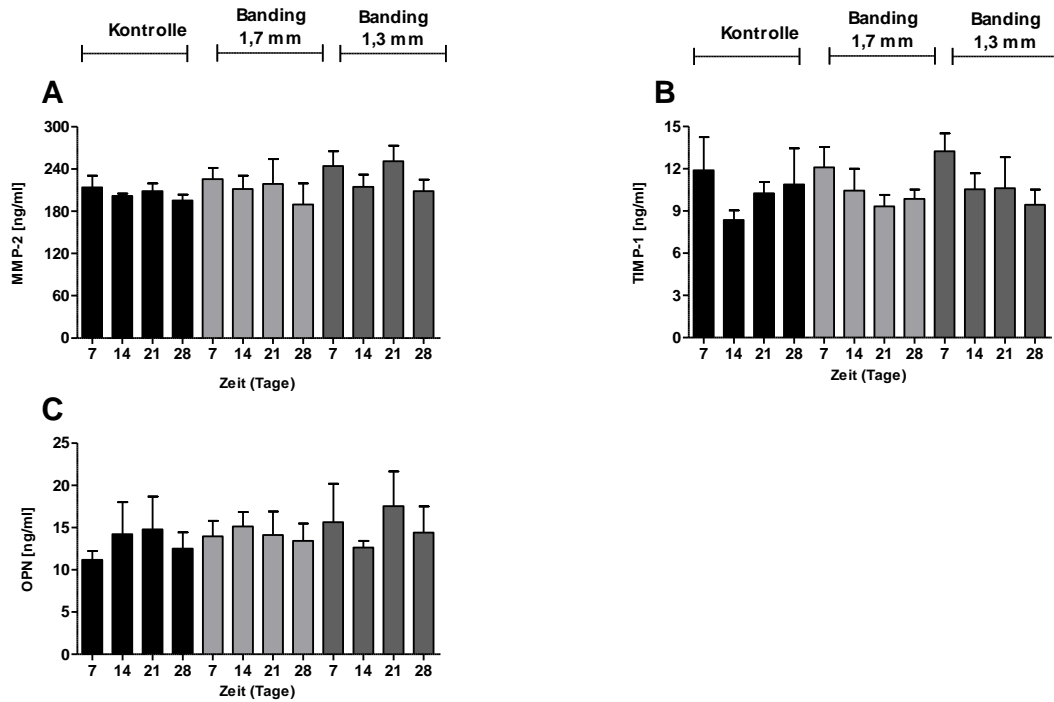 Kontrolle
Banding
1,7 mm
Banding
1,3 mm
A
MMP-2 [ng/ml]
300
240
180
120
60
0
7 14 21 28 7 14 21 28 7 14 21 28
Zeit (Tage)
Kontrolle
Banding
1,7 mm
Banding
1,3 mm
B
TIMP-1 [ng/ml]
15
12
9
6
3
0
7 14 21 28 7 14 21 28 7 14 21 28
Zeit (Tage)
C
OPN [ng/ml]
25
20
15
10
5
0
7 14 21 28 7 14 21 28 7 14 21 28
Zeit (Tage)